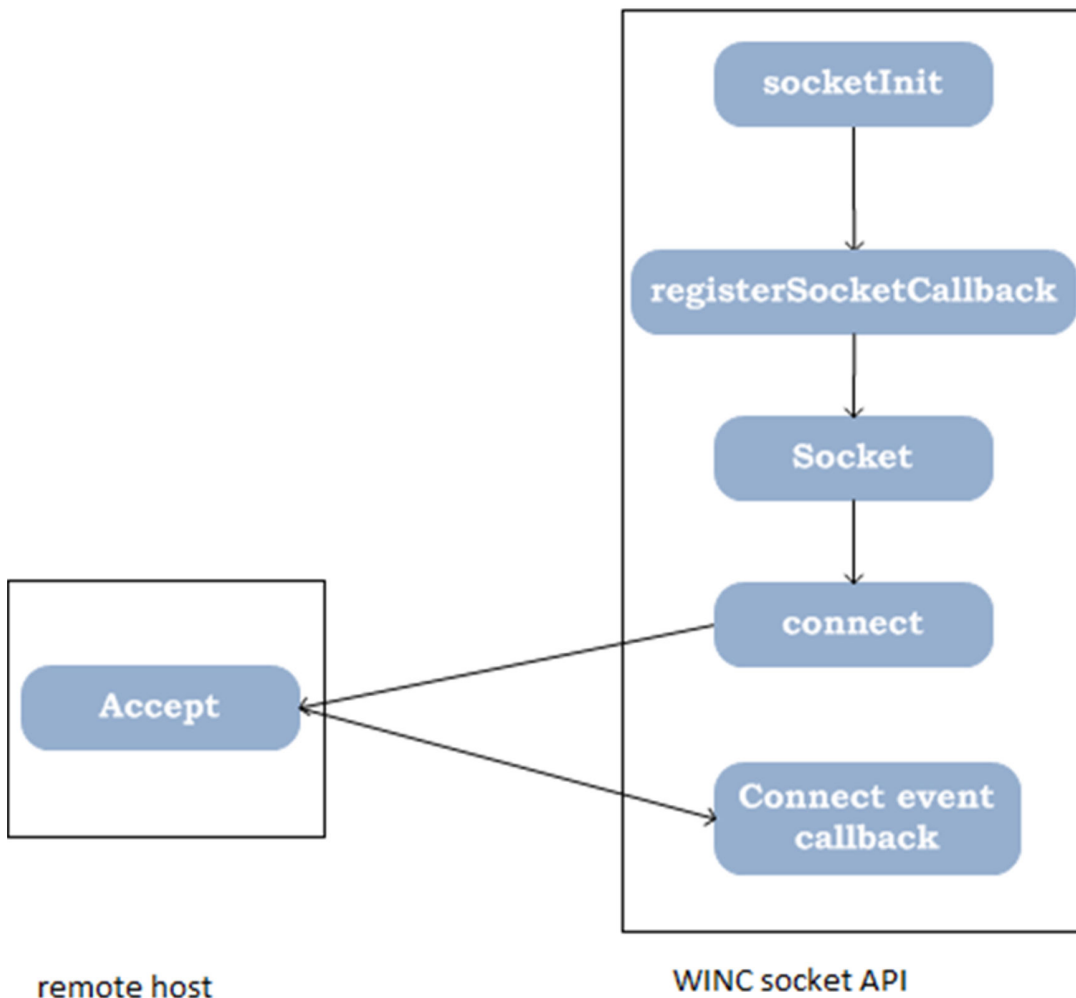 socketInit
registerSocketCallback
Socket
connect
Accept
Connect event
callback
remote host
WINC socket API